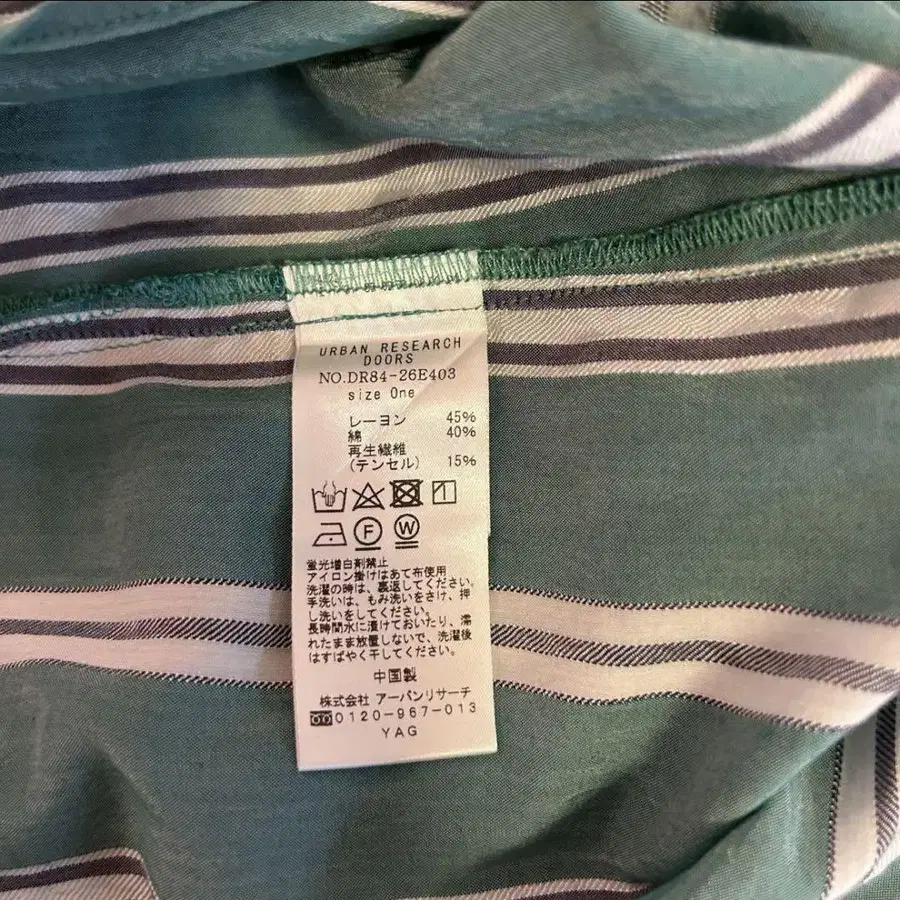 URBAN RESEARCH
DOORS
NO.DR84-26E403
size One
レーヨン 45%
綿 40%
再生繊維
(テンセル) 15%
F W
蛍光増白剤禁止
アイロン掛けはあて布使用
洗濯の時は、裏返してください。
手洗いは、もみ洗いをさけ、押
し洗いをしてください。
長時間水に漬けておいたり、濡
れたまま放置しないで、洗濯後
はすばやく干してください。
中国製
株式会社 アーバンリサーチ
0120-967-013
YAG